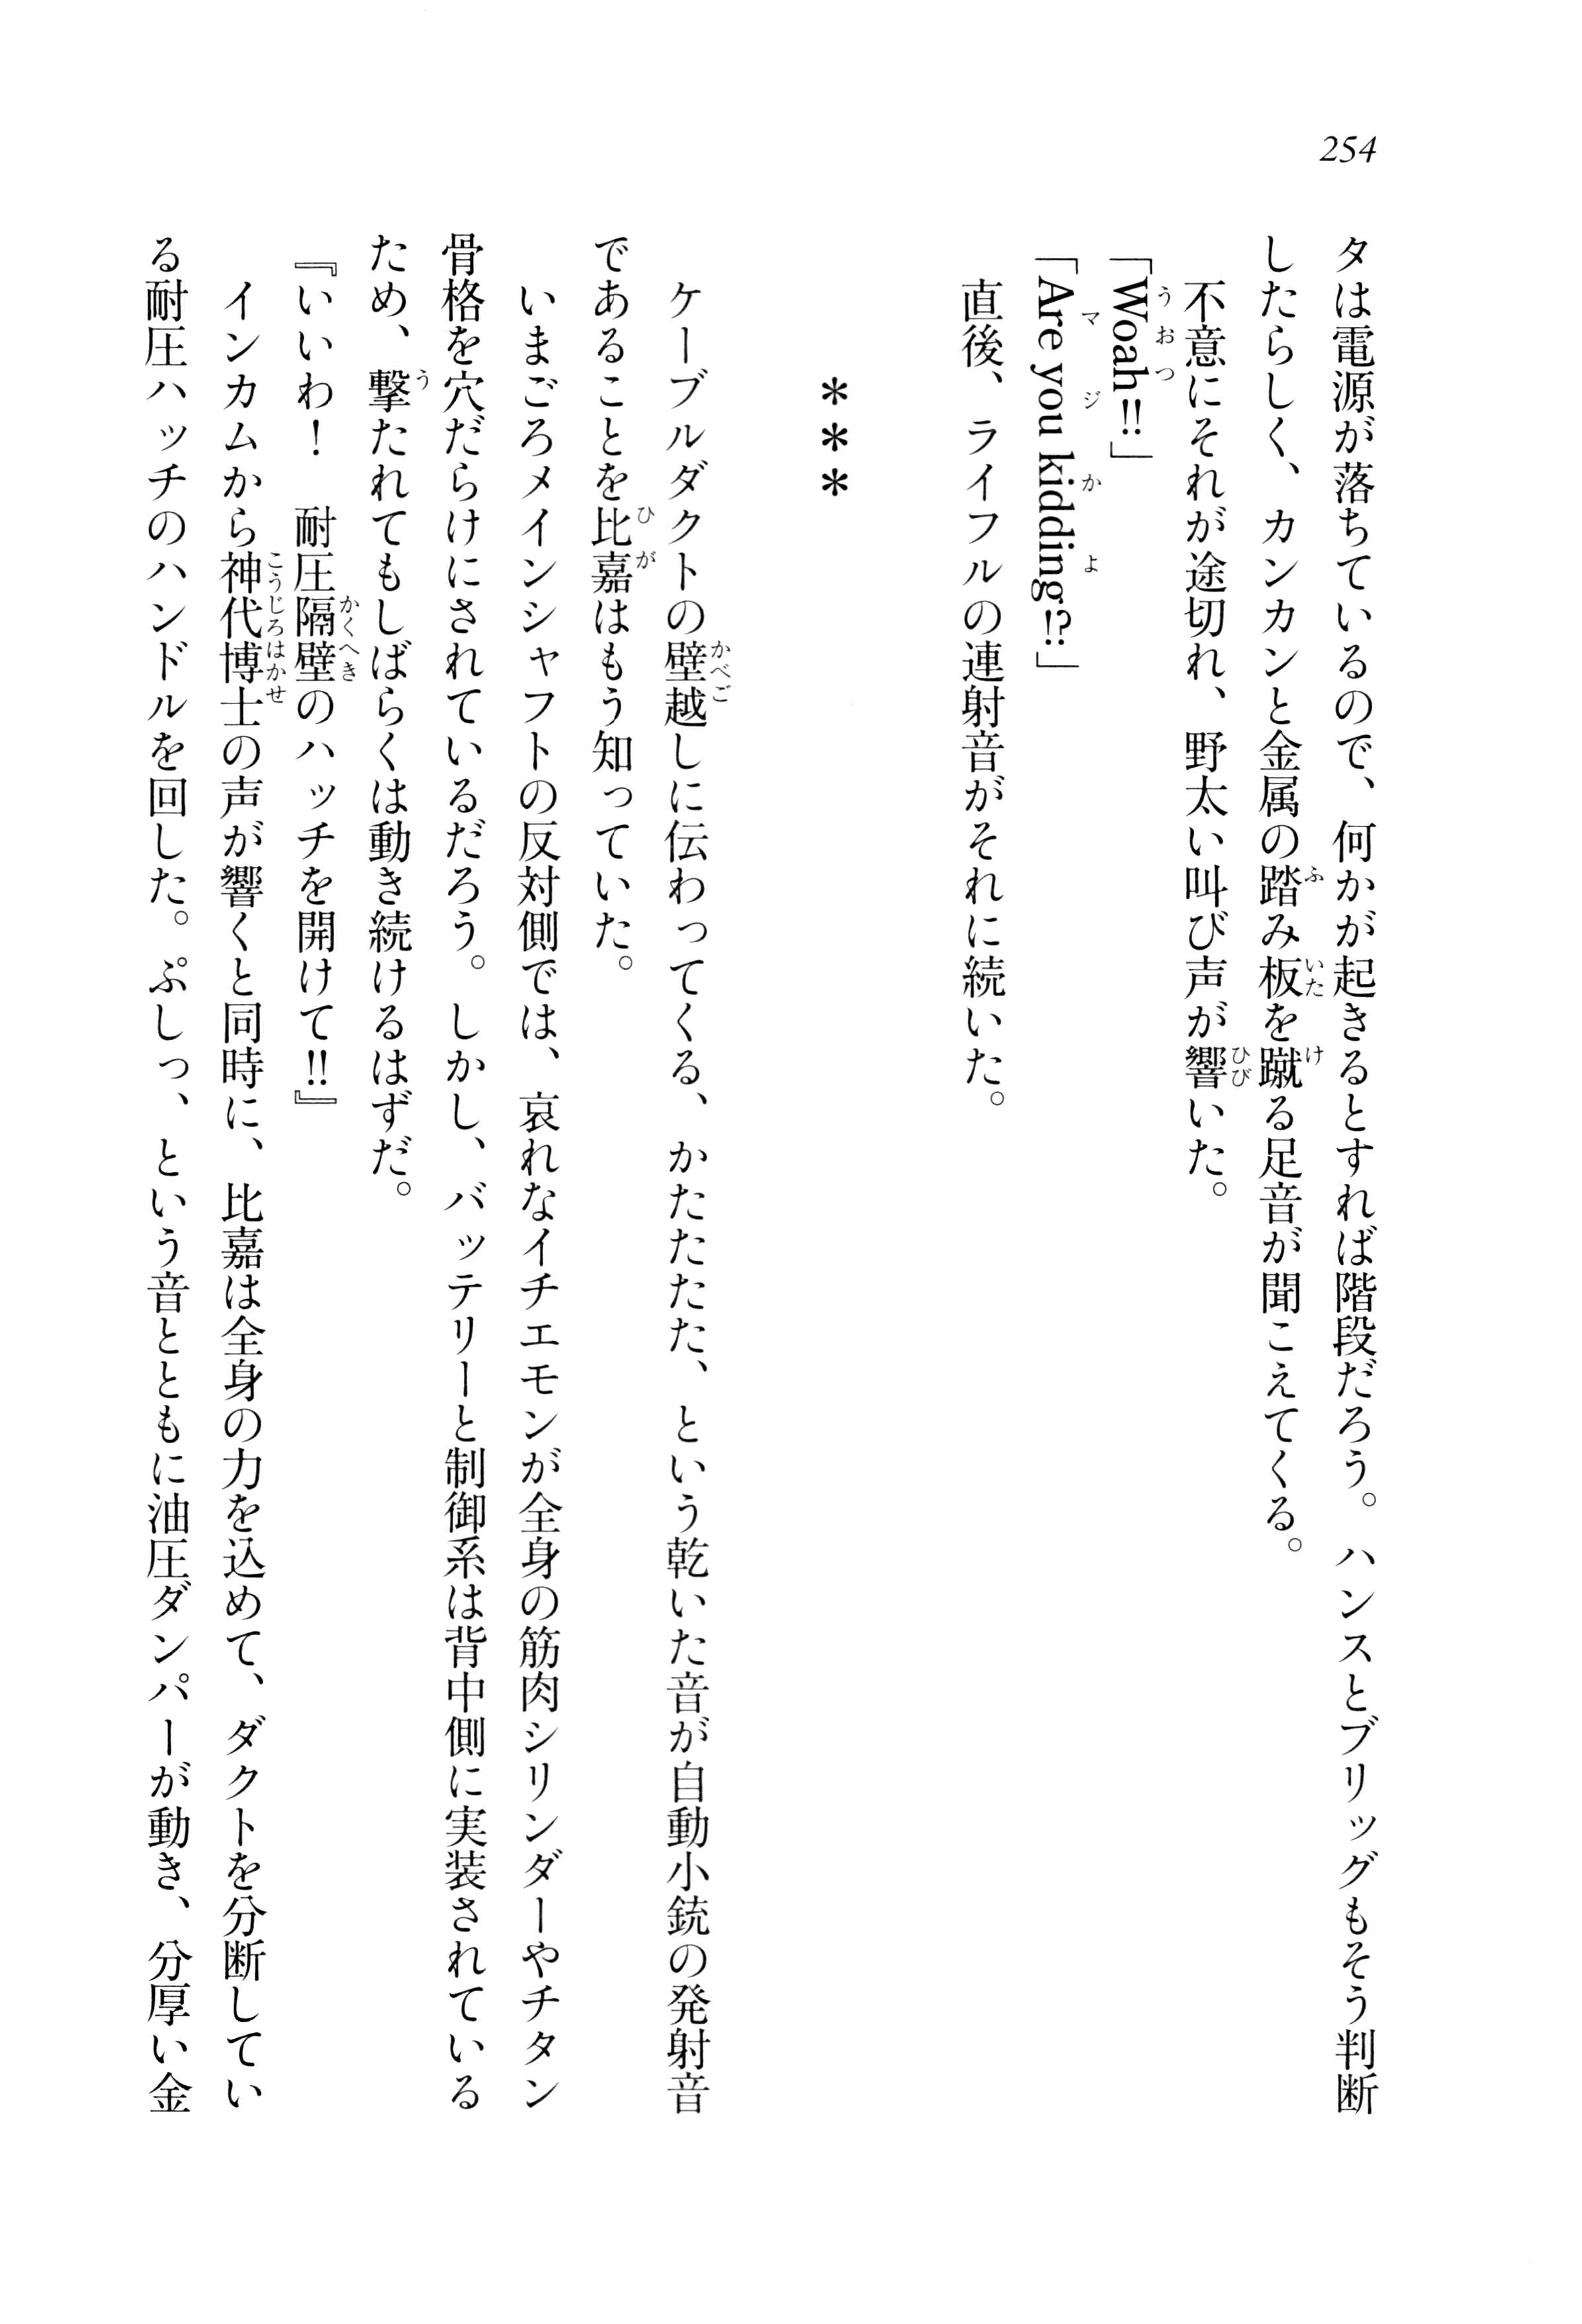 254
タは電源が落ちているので、何かが起きるとすれば階段だろう。ハンスとブリッグもそう判断
したらしく、カンカンと金属の踏み板を蹴る足音が聞こえてくる。
　不意にそれが途切れ、野太い叫び声が響いた。
「Woah!!」
「Are you kidding!?」
　直後、ライフルの連射音がそれに続いた。
＊＊＊
　ケーブルダクトの壁越しに伝わってくる、かたたたた、という乾いた音が自動小銃の発射音
であることを比嘉はもう知っていた。
　いまごろメインシャフトの反対側では、哀れなイチエモンが全身の筋肉シリンダーやチタン
骨格を穴だらけにされているだろう。しかし、バッテリーと制御系は背中側に実装されている
ため、撃たれてもしばらくは動き続けるはずだ。
『いいわ！　耐圧隔壁のハッチを開けて!!』
　インカムから神代博士の声が響くと同時に、比嘉は全身の力を込めて、ダクトを分断してい
る耐圧ハッチのハンドルを回した。ぷしっ、という音とともに油圧ダンパーが動き、分厚い金